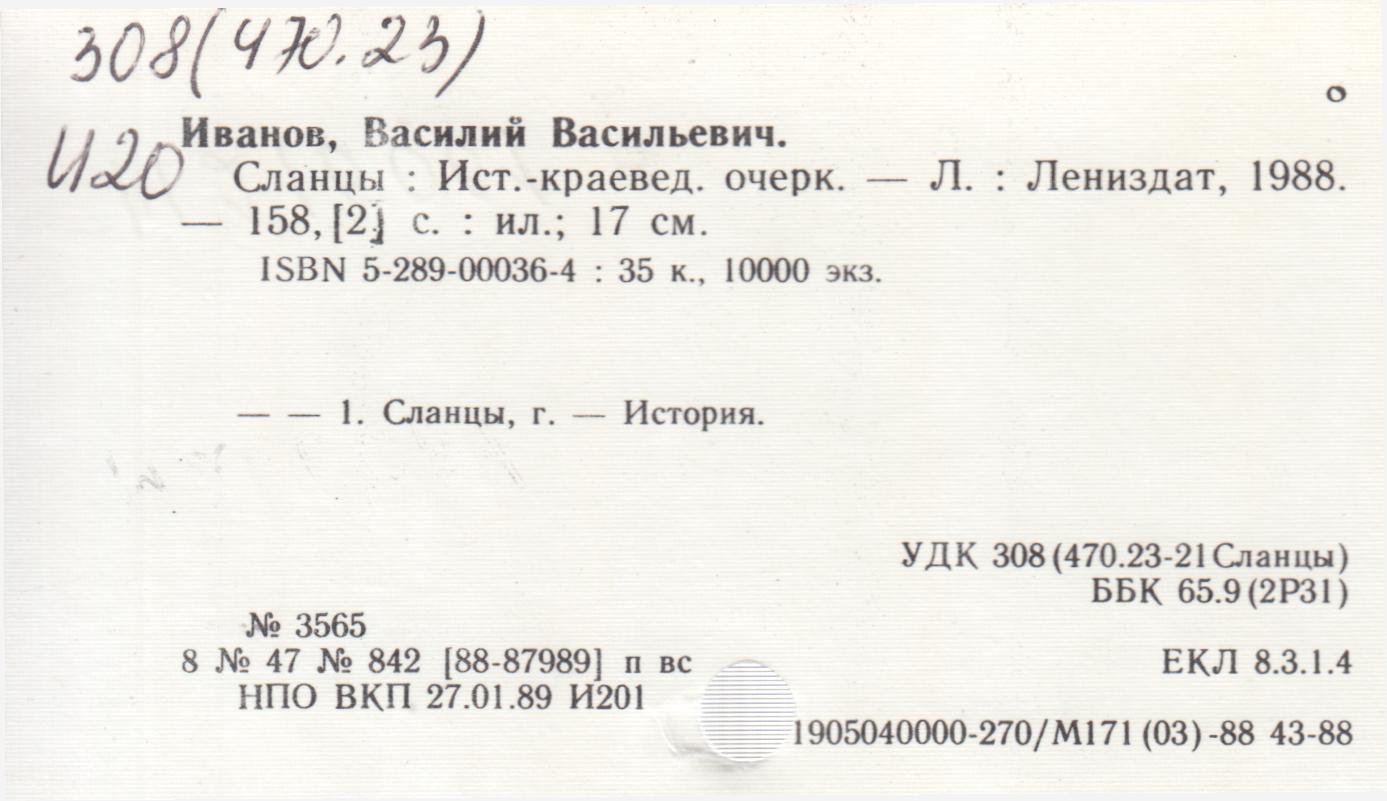 308(470.23)
о
И20
Иванов, Василий Васильевич.
Сланцы : Ист.-краевед. очерк. — Л. : Лениздат, 1988.
— 158, [2] с. : ил.; 17 см.
ISBN 5-289-00036-4 : 35 к., 10000 экз.
— — 1. Сланцы, г. — История.
УДК 308(470.23-21Сланцы)
ББК 65.9(2Р31)
№ 3565
8 № 47 № 842 [88-87989] п вс
ЕКЛ 8.3.1.4
НПО ВКП 27.01.89 И201
1905040000-270/М171(03)-88 43-88